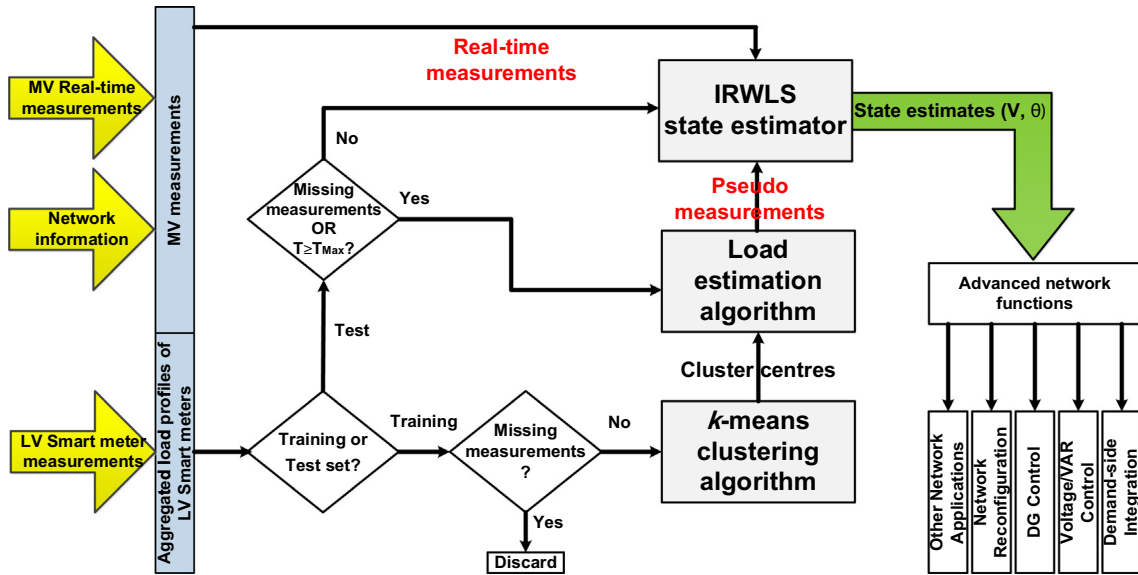 MV Real-time
measurements
Network
information
LV Smart meter
measurements
MV measurements
Aggregated load profiles of
LV Smart meters
Real-time
measurements
No
Missing
measurements
OR
T≥TMax?
Yes
Test
Training or
Test set?
Training
Missing
measurements
?
No
Yes
Discard
IRWLS
state estimator
Pseudo
measurements
Load
estimation
algorithm
Cluster centres
k-means
clustering
algorithm
State estimates (V, θ)
Advanced network
functions
Other Network
Applications
Network
Reconfiguration
DG Control
Voltage/VAR
Control
Demand-side
Integration